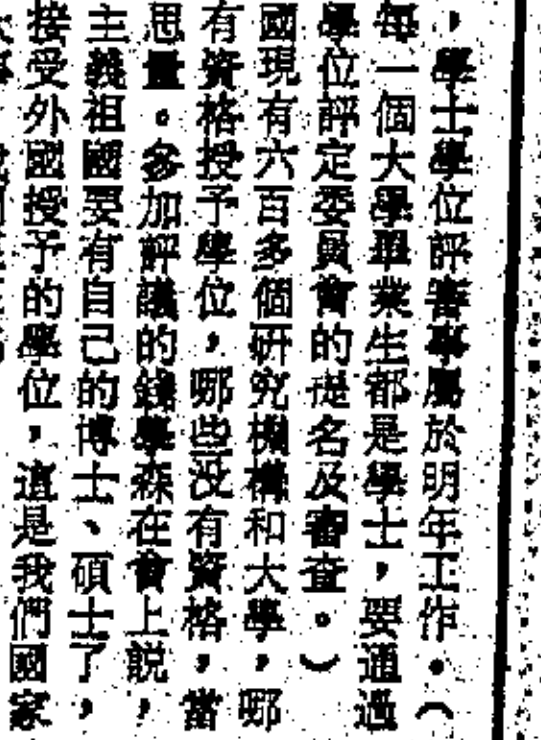 ，學士學位評審事屬於明年工作。（
每一個大學畢業生都是學士，要通過
學位評定委員會的提名及審查。）
國現有六百多個研究機構和大學，哪
有資格授予學位，哪些没有資格，當
思量。參加評議的錢學森在會上説，
主義祖國要有自己的博士、碩士了，
接受外國授予的學位，這是我們國家